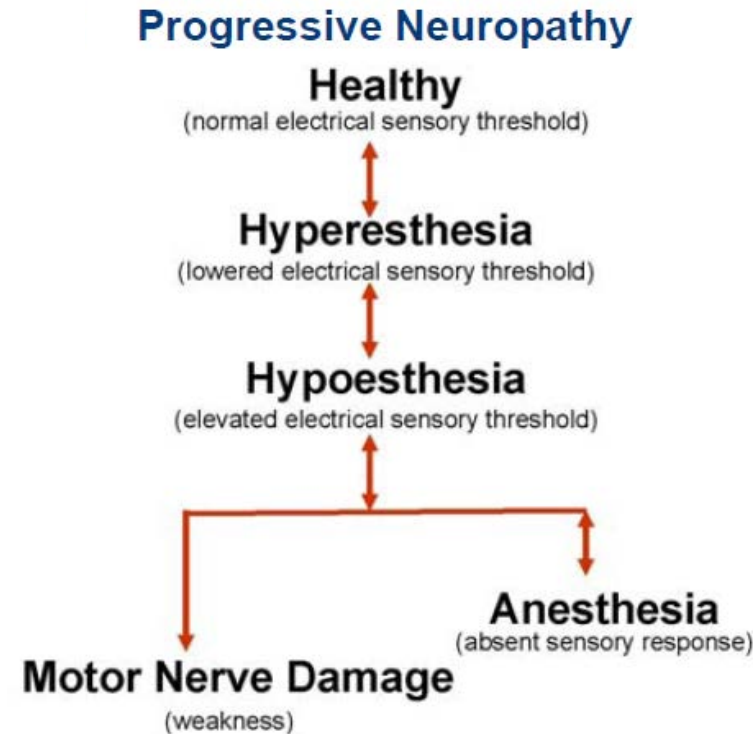 Progressive Neuropathy
Healthy
(normal electrical sensory threshold)
Hyperesthesia
(lowered electrical sensory threshold)
Hypoesthesia
(elevated electrical sensory threshold)
Anesthesia
(absent sensory response)
Motor Nerve Damage
(weakness)